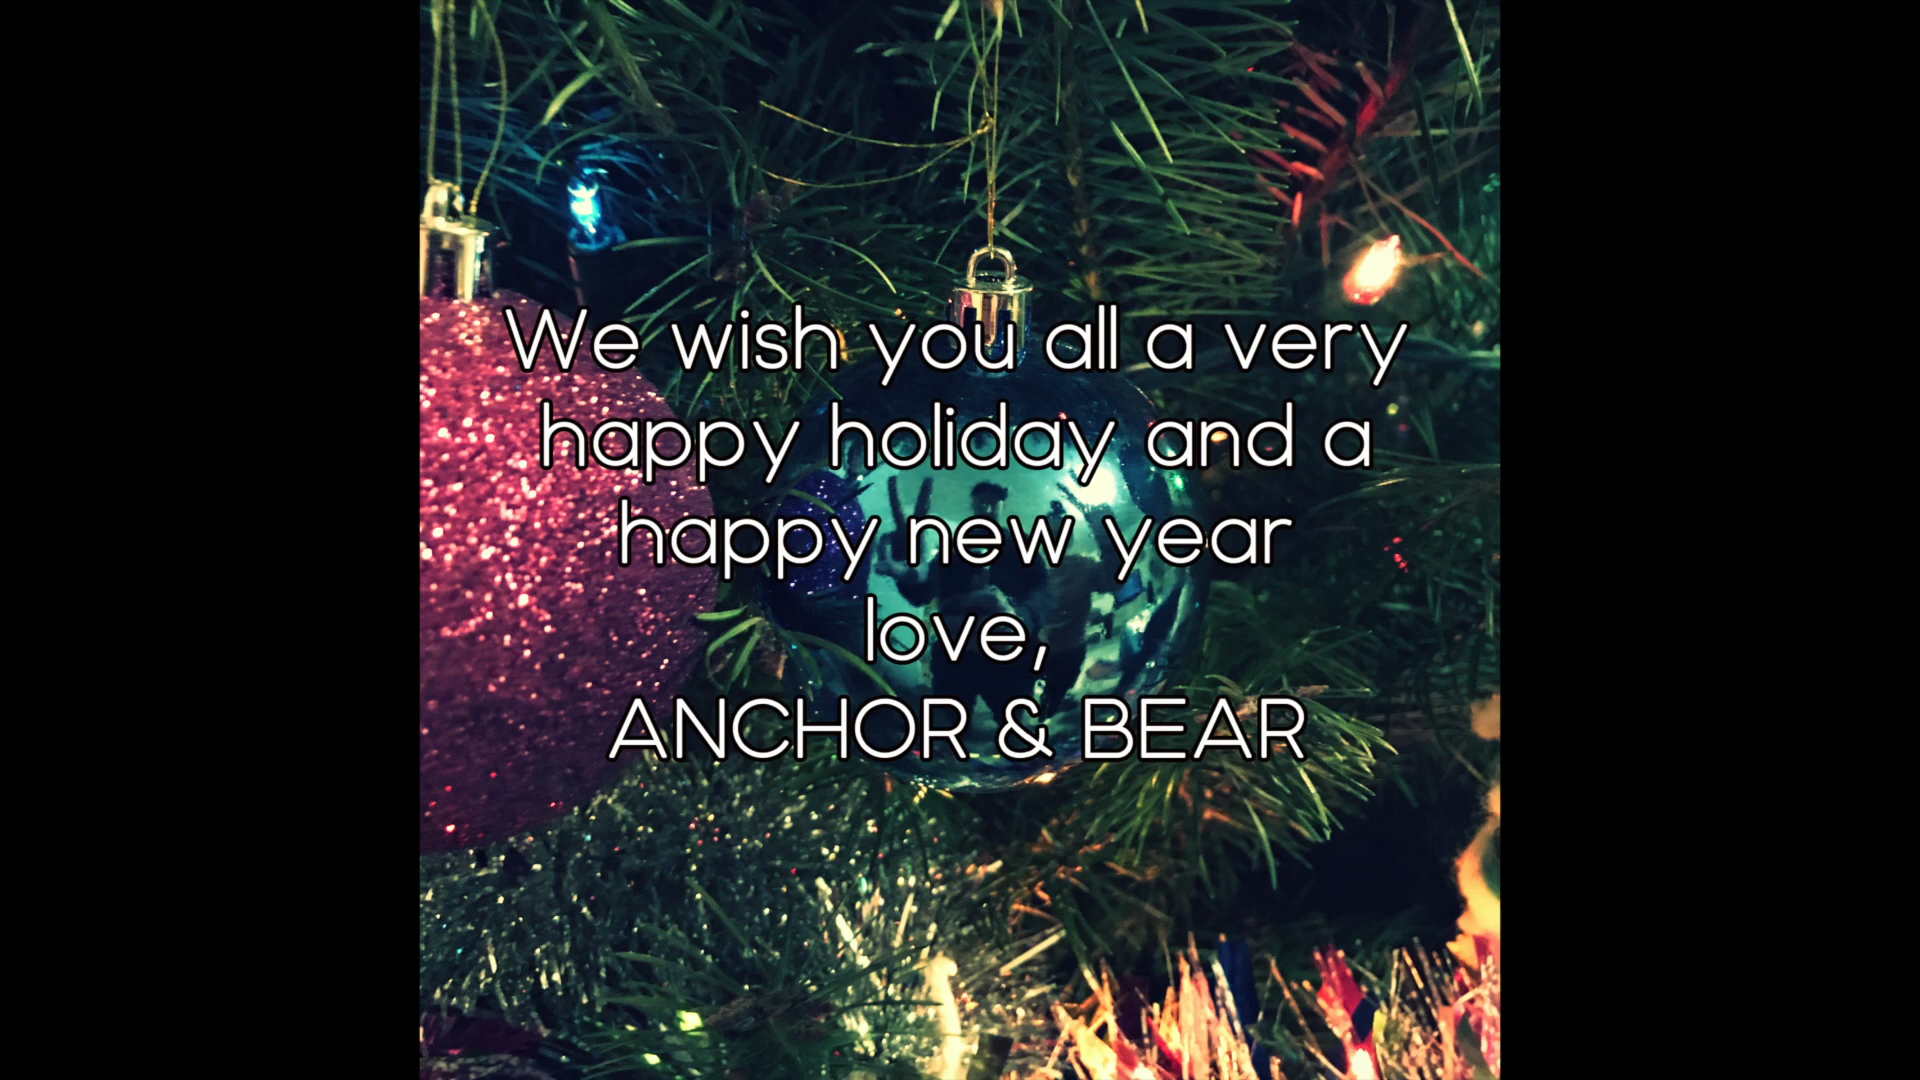 We wish you all a very
happy holiday and a
happy new year
love,
ANCHOR & BEAR